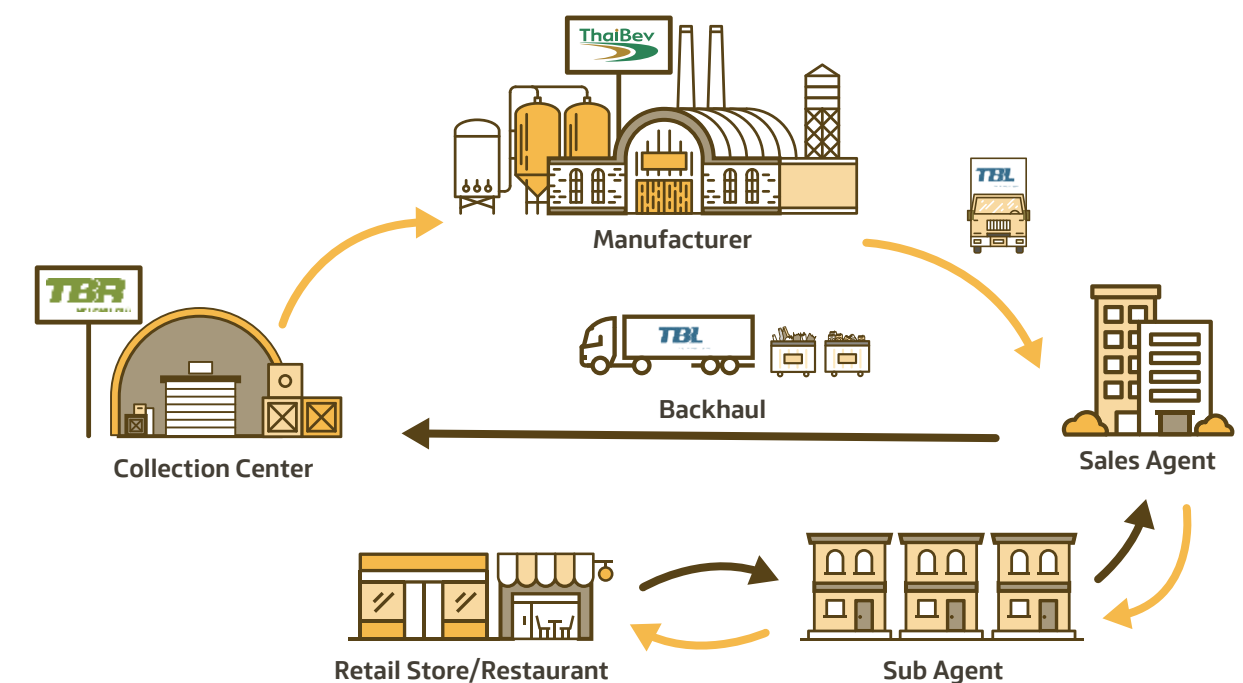 ThaiBev
TBL
Manufacturer
TBR
TBL
Backhaul
Collection Center
Sales Agent
Retail Store/Restaurant
Sub Agent